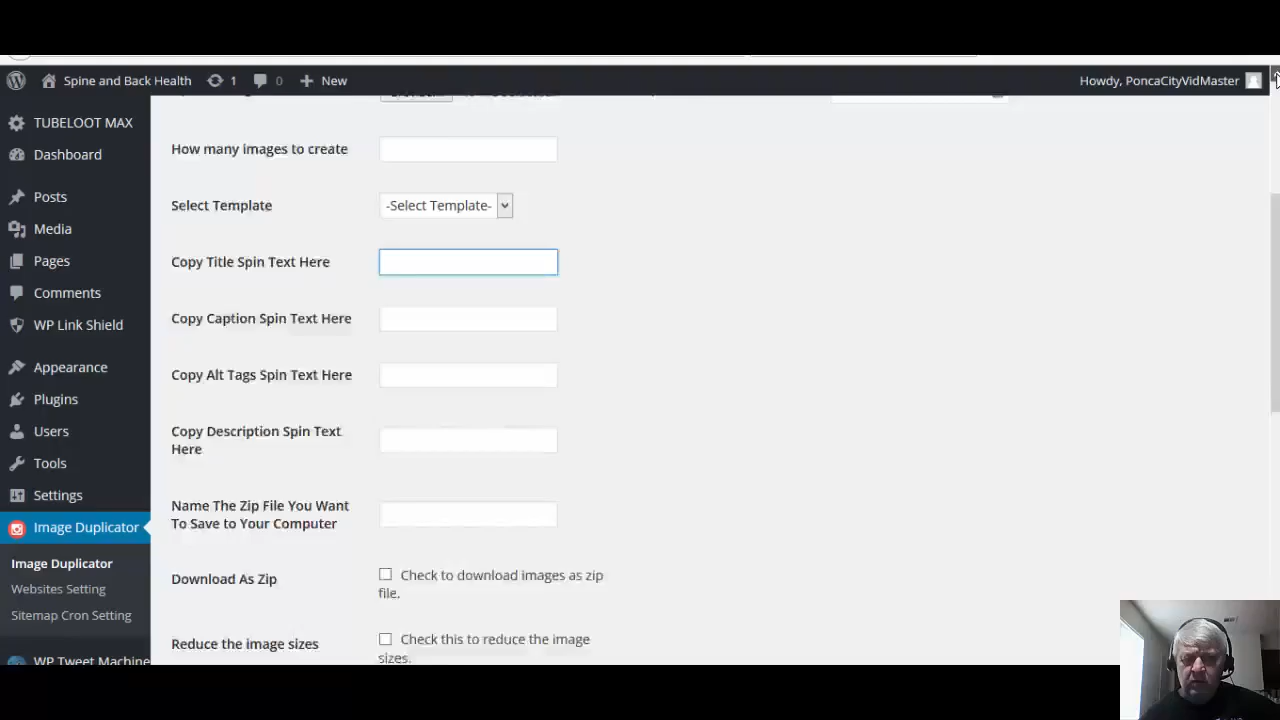 Spine and Back Health
1
0
New
Howdy, PoncaCityVidMaster
TUBELOOT MAX
Dashboard
Posts
Media
Pages
Comments
WP Link Shield
Appearance
Plugins
Users
Tools
Settings
Image Duplicator
Image Duplicator
Websites Setting
Sitemap Cron Setting
WP Tweet Machine
How many images to create
Select Template
-Select Template-
Copy Title Spin Text Here
Copy Caption Spin Text Here
Copy Alt Tags Spin Text Here
Copy Description Spin Text
Here
Name The Zip File You Want
To Save to Your Computer
Download As Zip
Check to download images as zip
file.
Reduce the image sizes
Check this to reduce the image
sizes.